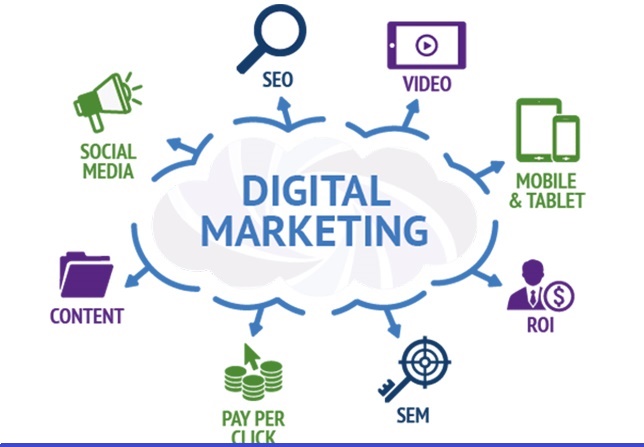 SEO
VIDEO
SOCIAL
MEDIA
MOBILE
& TABLET
DIGITAL
MARKETING
CONTENT
$
ROI
PAY PER
CLICK
SEM